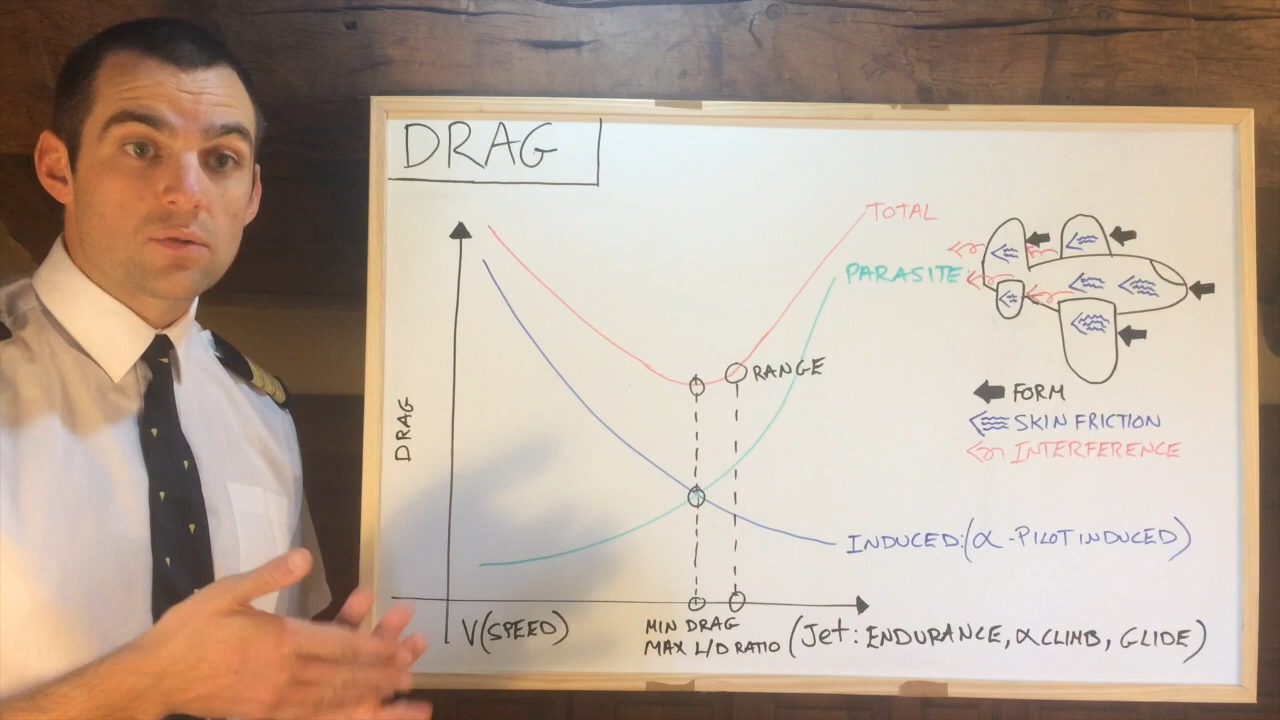 DRAG
TOTAL
PARASITE
RANGE
DRAG
FORM
SKIN FRICTION
INTERFERENCE
INDUCED:(α - PILOT INDUCED)
V(SPEED)
MIN DRAG
MAX L/D RATIO (Jet: ENDURANCE, α CLIMB, GLIDE)